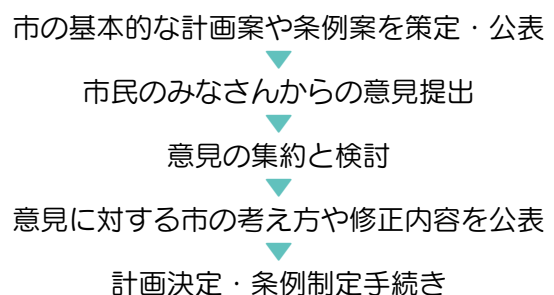 市の基本的な計画案や条例案を策定・公表
市民のみなさんからの意見提出
意見の集約と検討
意見に対する市の考え方や修正内容を公表
計画決定・条例制定手続き